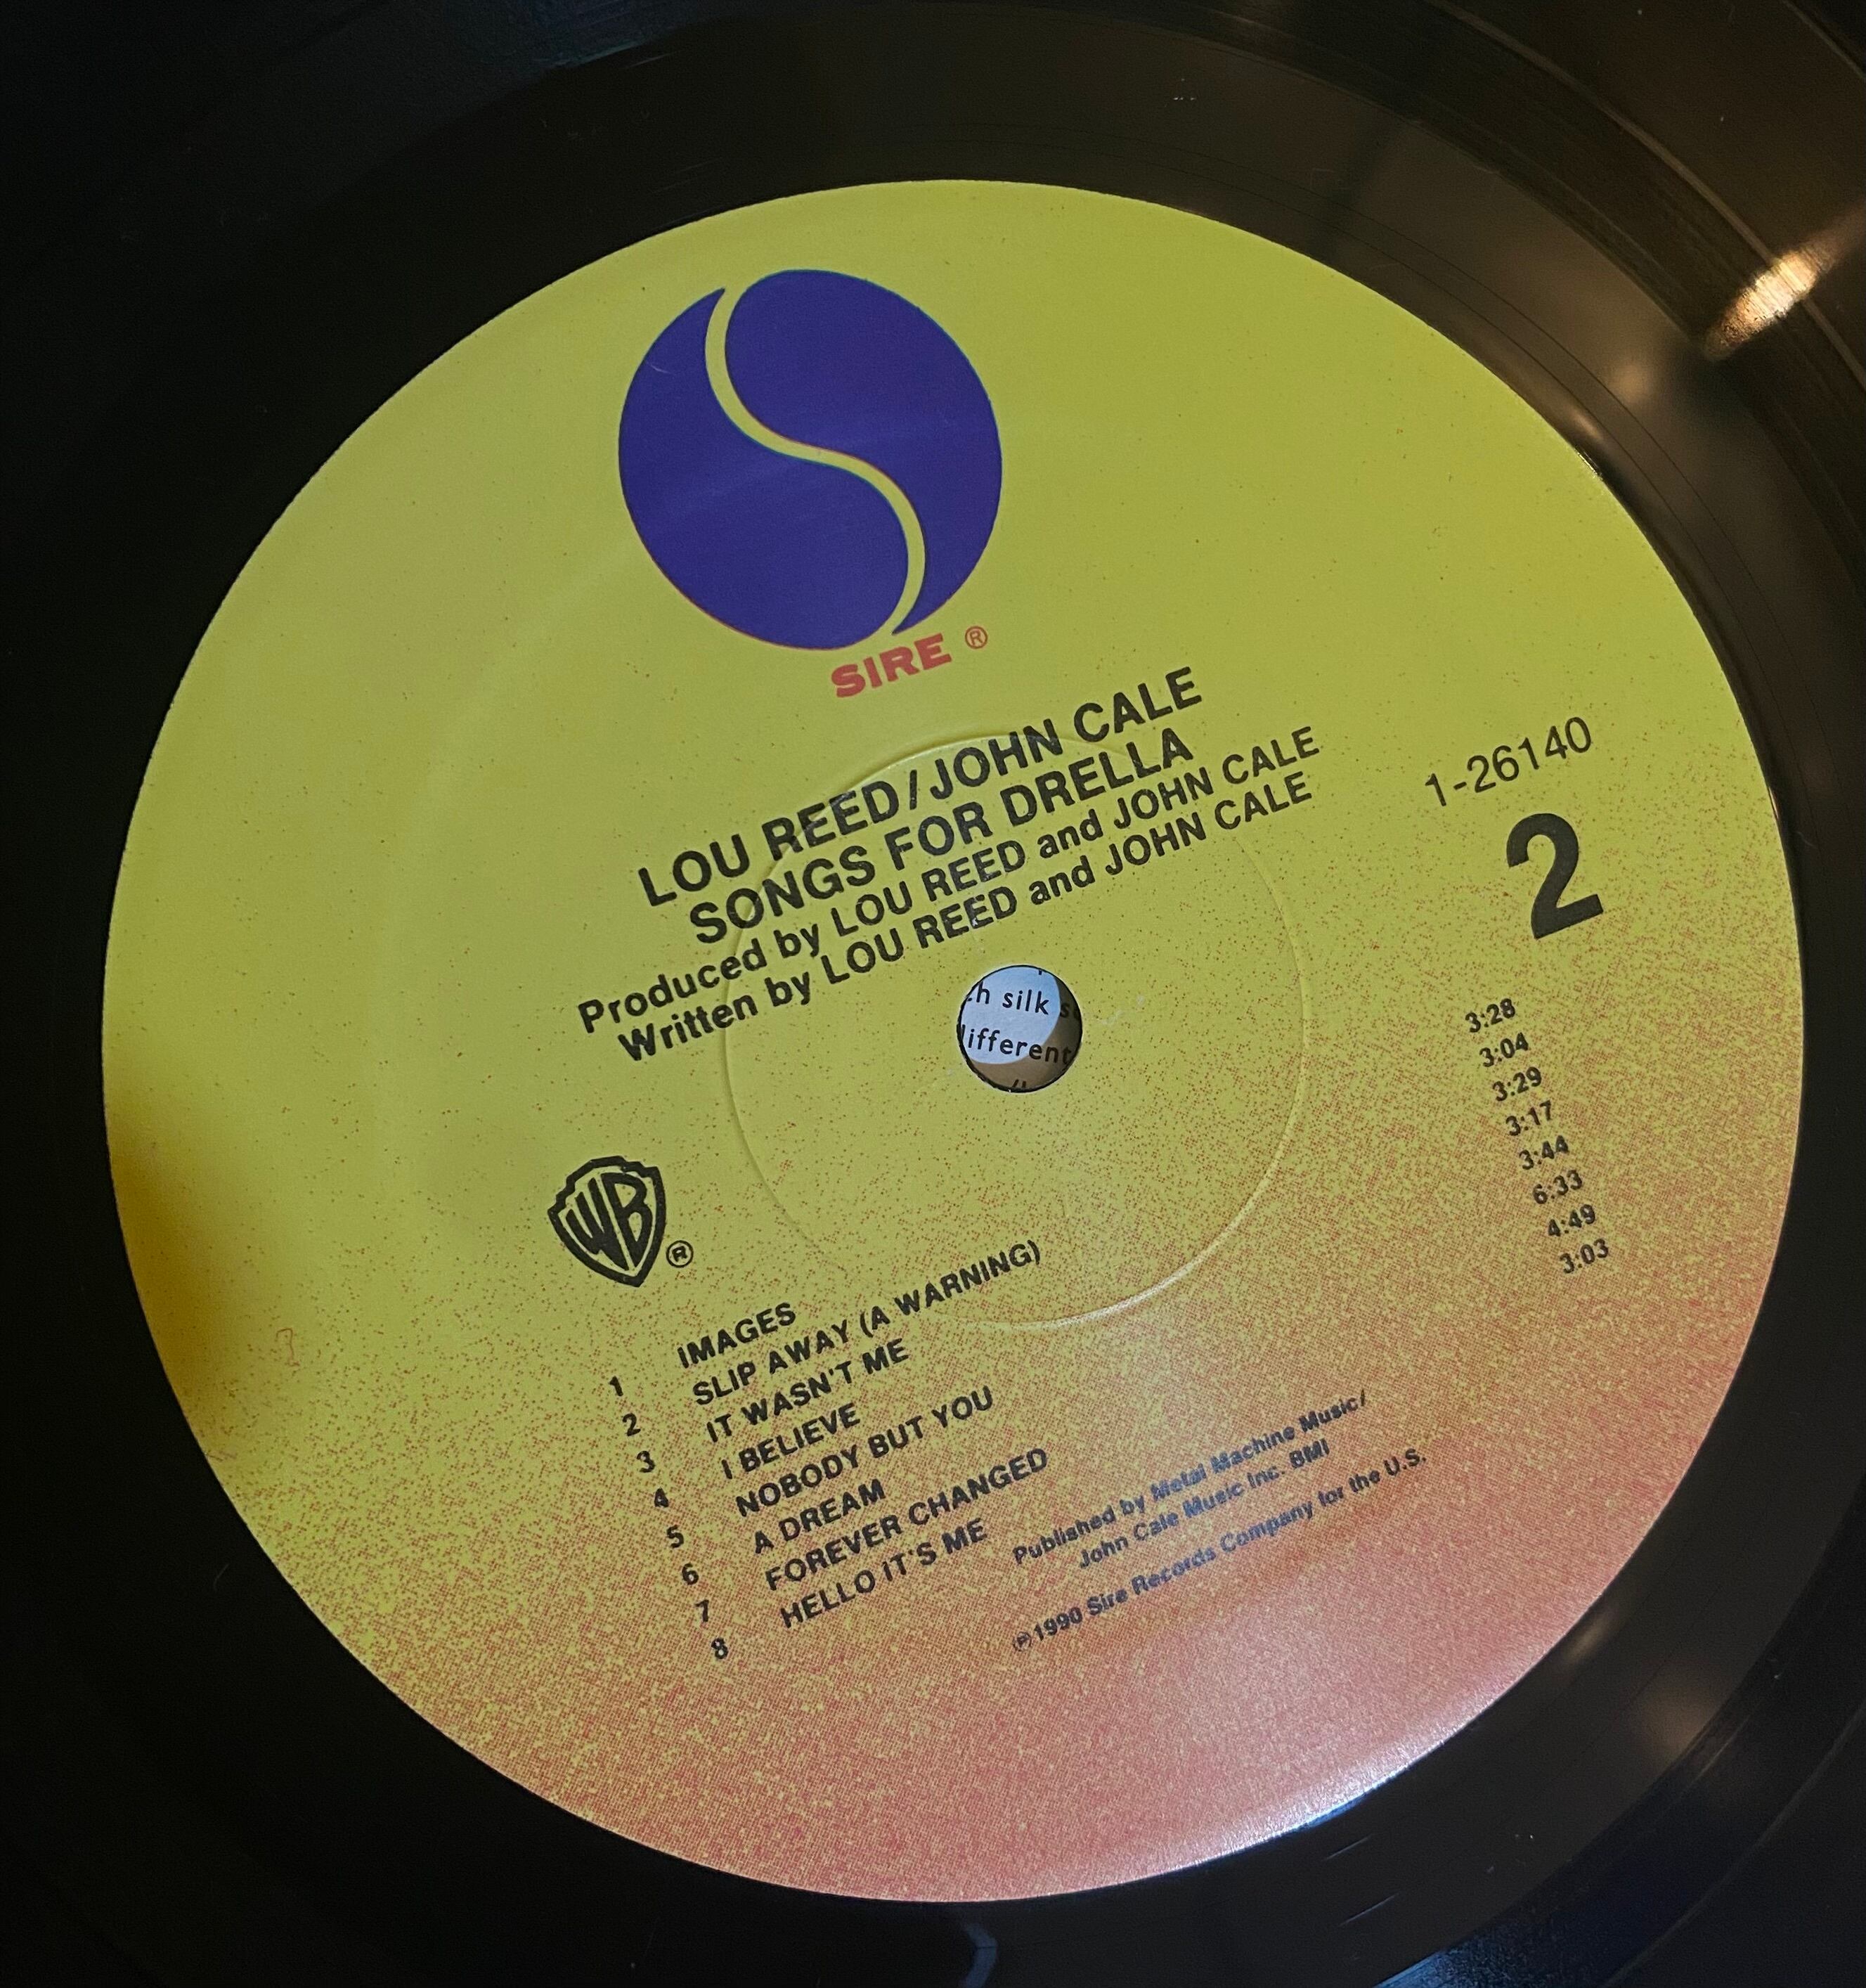 SIRE ®
LOU REED/JOHN CALE
SONGS FOR DRELLA
Produced by LOU REED and JOHN CALE
Written by LOU REED and JOHN CALE
1-26140
2
silk
WB ®
1 IMAGES 3:28
2 SLIP AWAY (A WARNING) 3:04
3 IT WASN'T ME 3:29
4 I BELIEVE 3:17
5 NOBODY BUT YOU 3:44
6 A DREAM 6:33
7 FOREVER CHANGED 4:49
8 HELLO IT'S ME 3:03
Published by Metal Machine Music/
John Cale Music Inc. BMI
℗ 1990 Sire Records Company for the U.S.